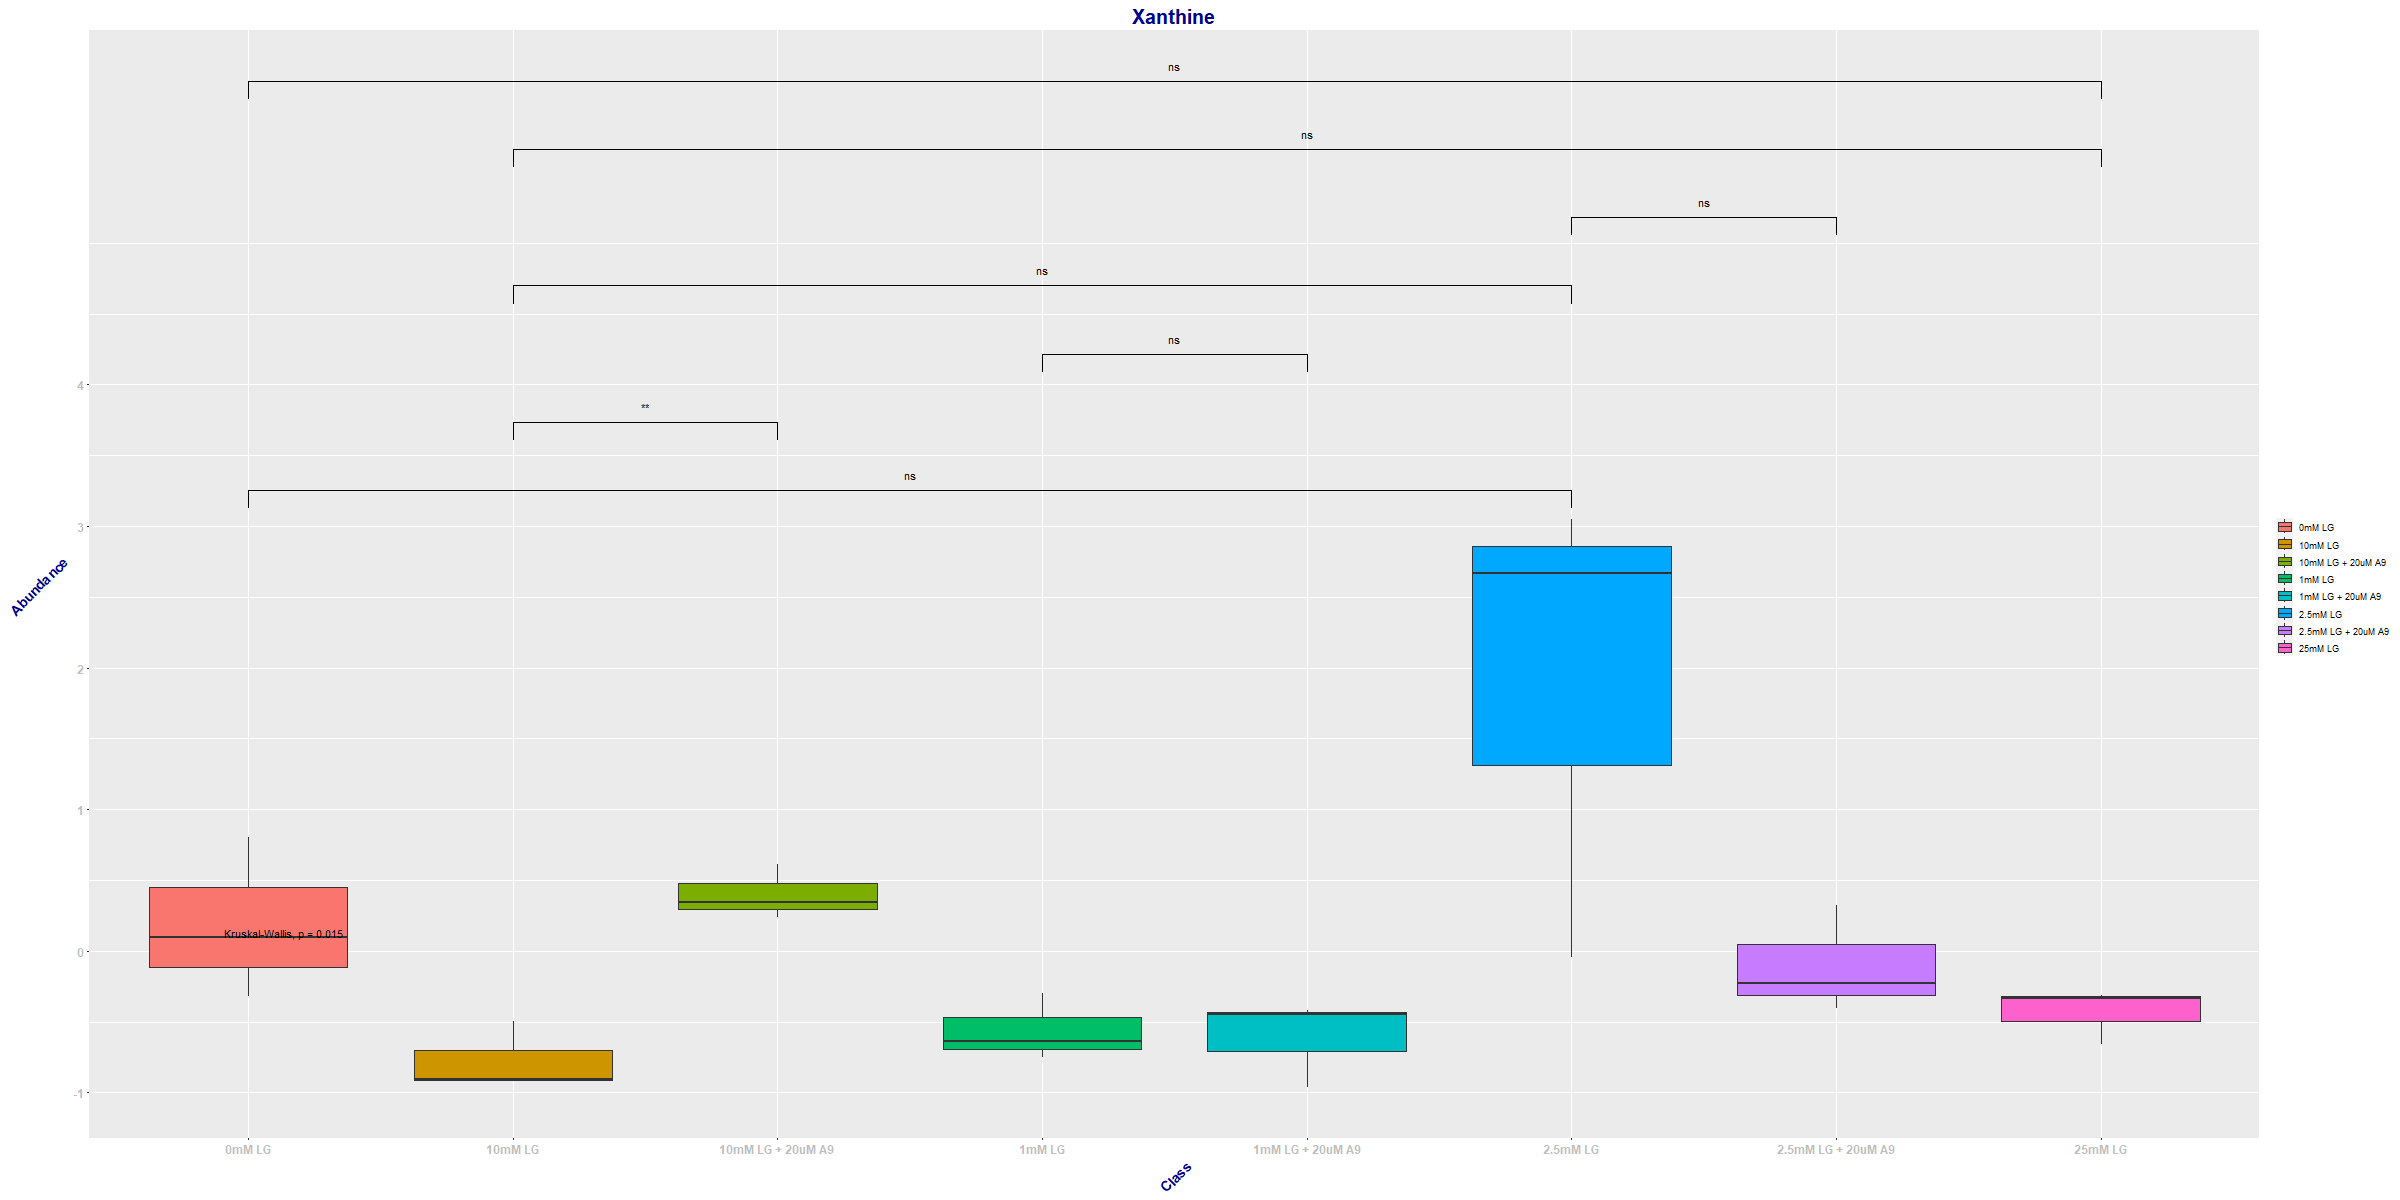 Xanthine
ns
ns
ns
ns
ns
**
ns
4
3
2
1
0
-1
Abundance
Kruskal-Wallis, p = 0.015
0mM LG
10mM LG
10mM LG + 20uM A9
1mM LG
1mM LG + 20uM A9
2.5mM LG
2.5mM LG + 20uM A9
25mM LG
Class
0mM LG
10mM LG
10mM LG + 20uM A9
1mM LG
1mM LG + 20uM A9
2.5mM LG
2.5mM LG + 20uM A9
25mM LG